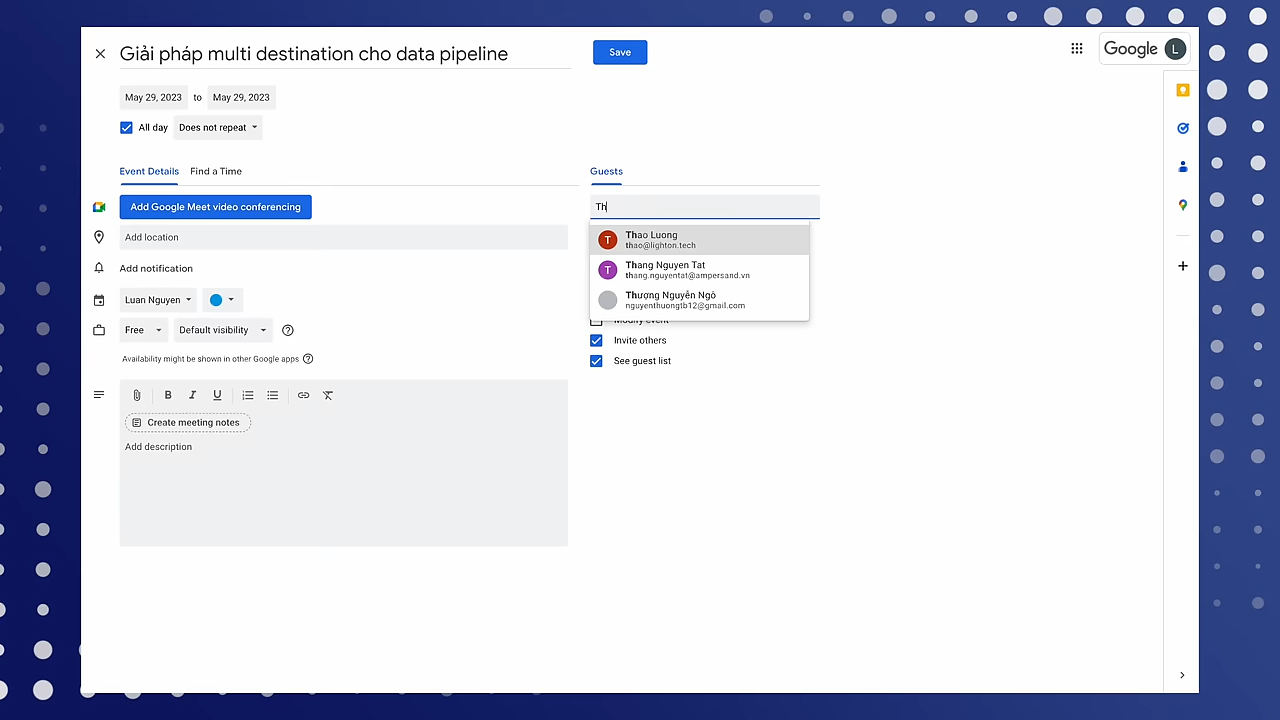 Giải pháp multi destination cho data pipeline
Save
Google L
May 29, 2023 to May 29, 2023
All day Does not repeat
Event Details Find a Time
Guests
Add Google Meet video conferencing
Th
Add location
T Thao Luong
thao@lighton.tech
T Thang Nguyen Tat
thang.nguyentat@ampersand.vn
Thượng Nguyễn Ngô
nguyenthuongtb12@gmail.com
Add notification
Luan Nguyen
Free Default visibility
Modify event
Invite others
See guest list
Availability might be shown in other Google apps
B I U
Create meeting notes
Add description